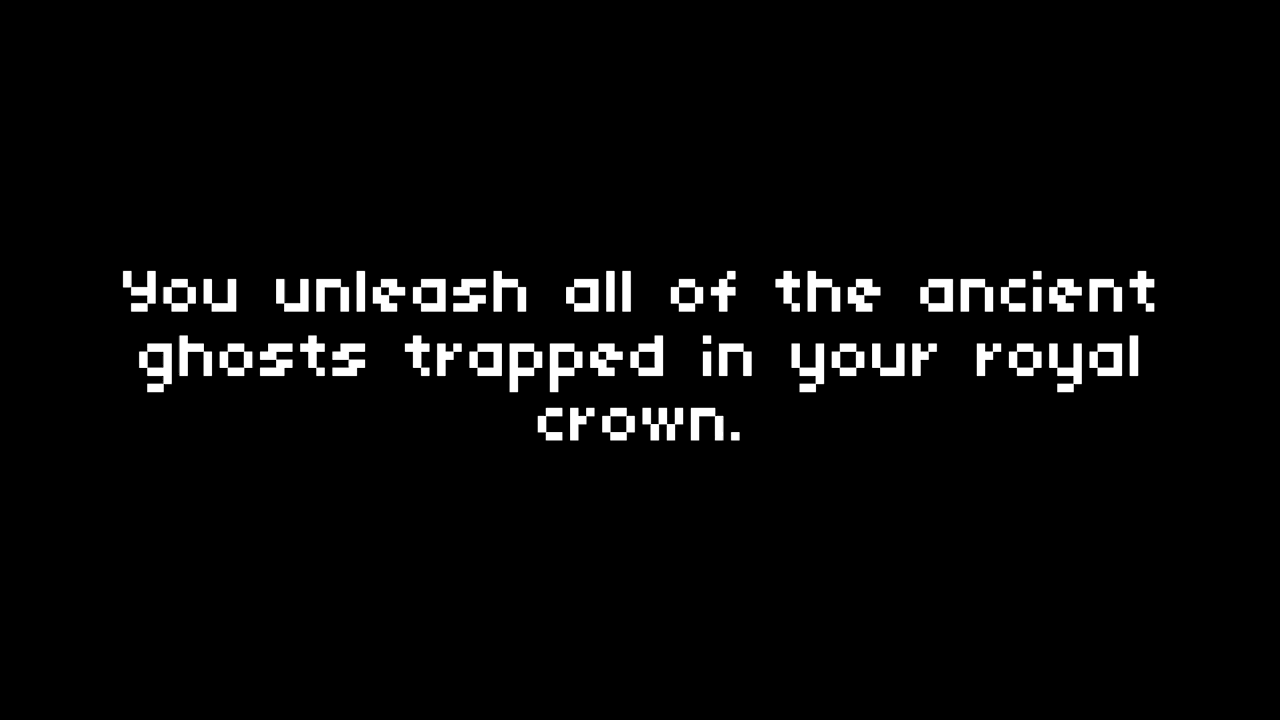 You unleash all of the ancient
ghosts trapped in your royal
crown.